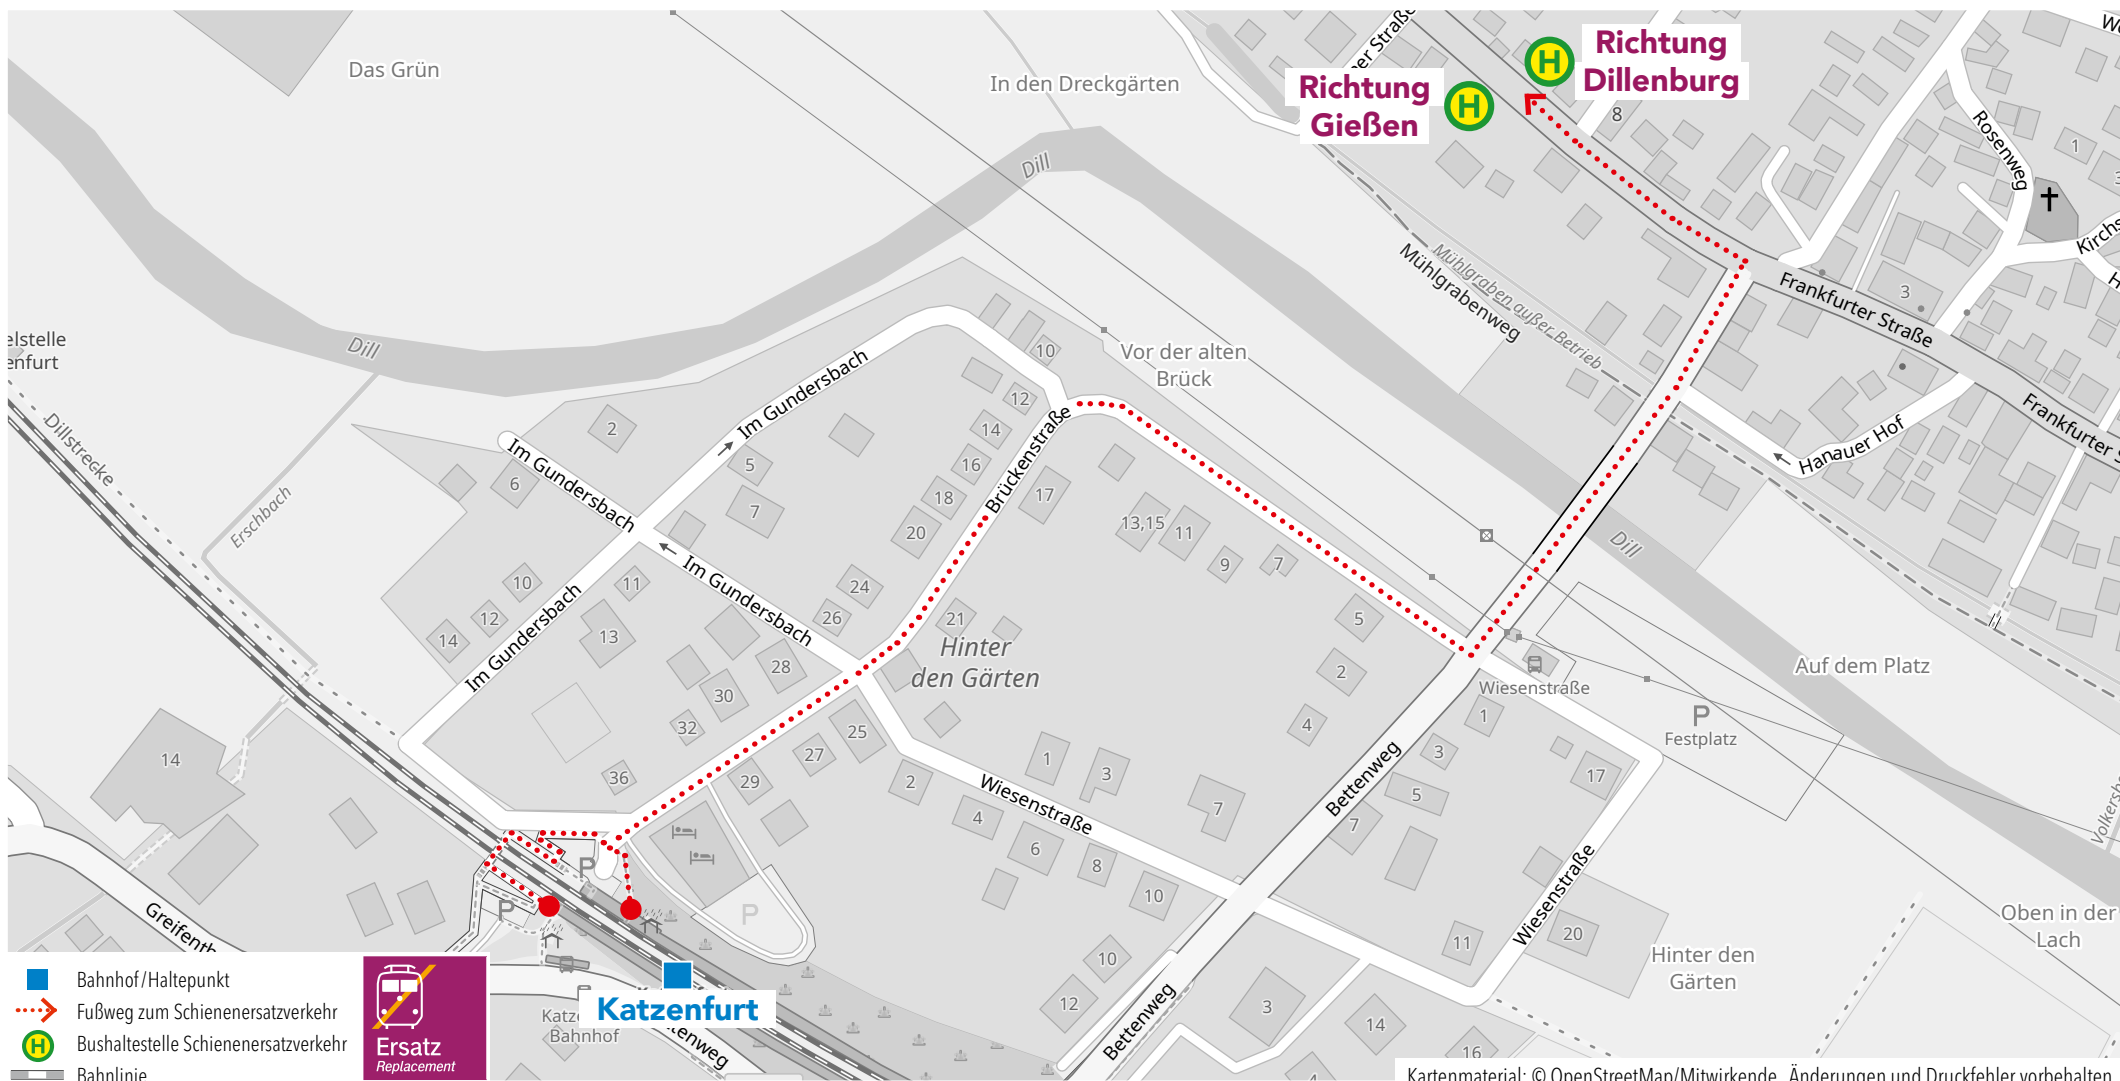 Das Grün
In den Dreckgärten
Richtung
Dillenburg
H
Richtung
Gießen
H
8
Rosenweg
1
Dill
Mühlgraben außer Betrieb
Mühlgrabenweg
Frankfurter Straße
3
Frankfurter S
Hanauer Hof
Dill
elstelle
enfurt
Dillstrecke
Erschbach
Vor der alten
Brück
Im Gundersbach
Im Gundersbach
Im Gundersbach
Im Gundersbach
Brückenstraße
2
6
5
7
10
12
14
16
18
20
17
13,15
11
9
7
5
2
4
10
12
14
11
13
24
26
28
30
32
36
21
25
27
29
Hinter
den Gärten
Dill
Auf dem Platz
Wiesenstraße
P
Festplatz
14
1
3
5
7
17
2
1
3
7
4
6
8
10
Wiesenstraße
Bettenweg
Wiesenstraße
11
20
Hinter den
Gärten
Oben in der
Lach
P
P
P
10
12
3
14
16
4
Bettenweg
Katzenfurt
Bahnhof
tenweg
Greifenth
Bahnhof/Haltepunkt
Fußweg zum Schienenersatzverkehr
H
Bushaltestelle Schienenersatzverkehr
Bahnlinie
Ersatz
Replacement
Kartenmaterial: © OpenStreetMap/Mitwirkende. Änderungen und Druckfehler vorbehalten